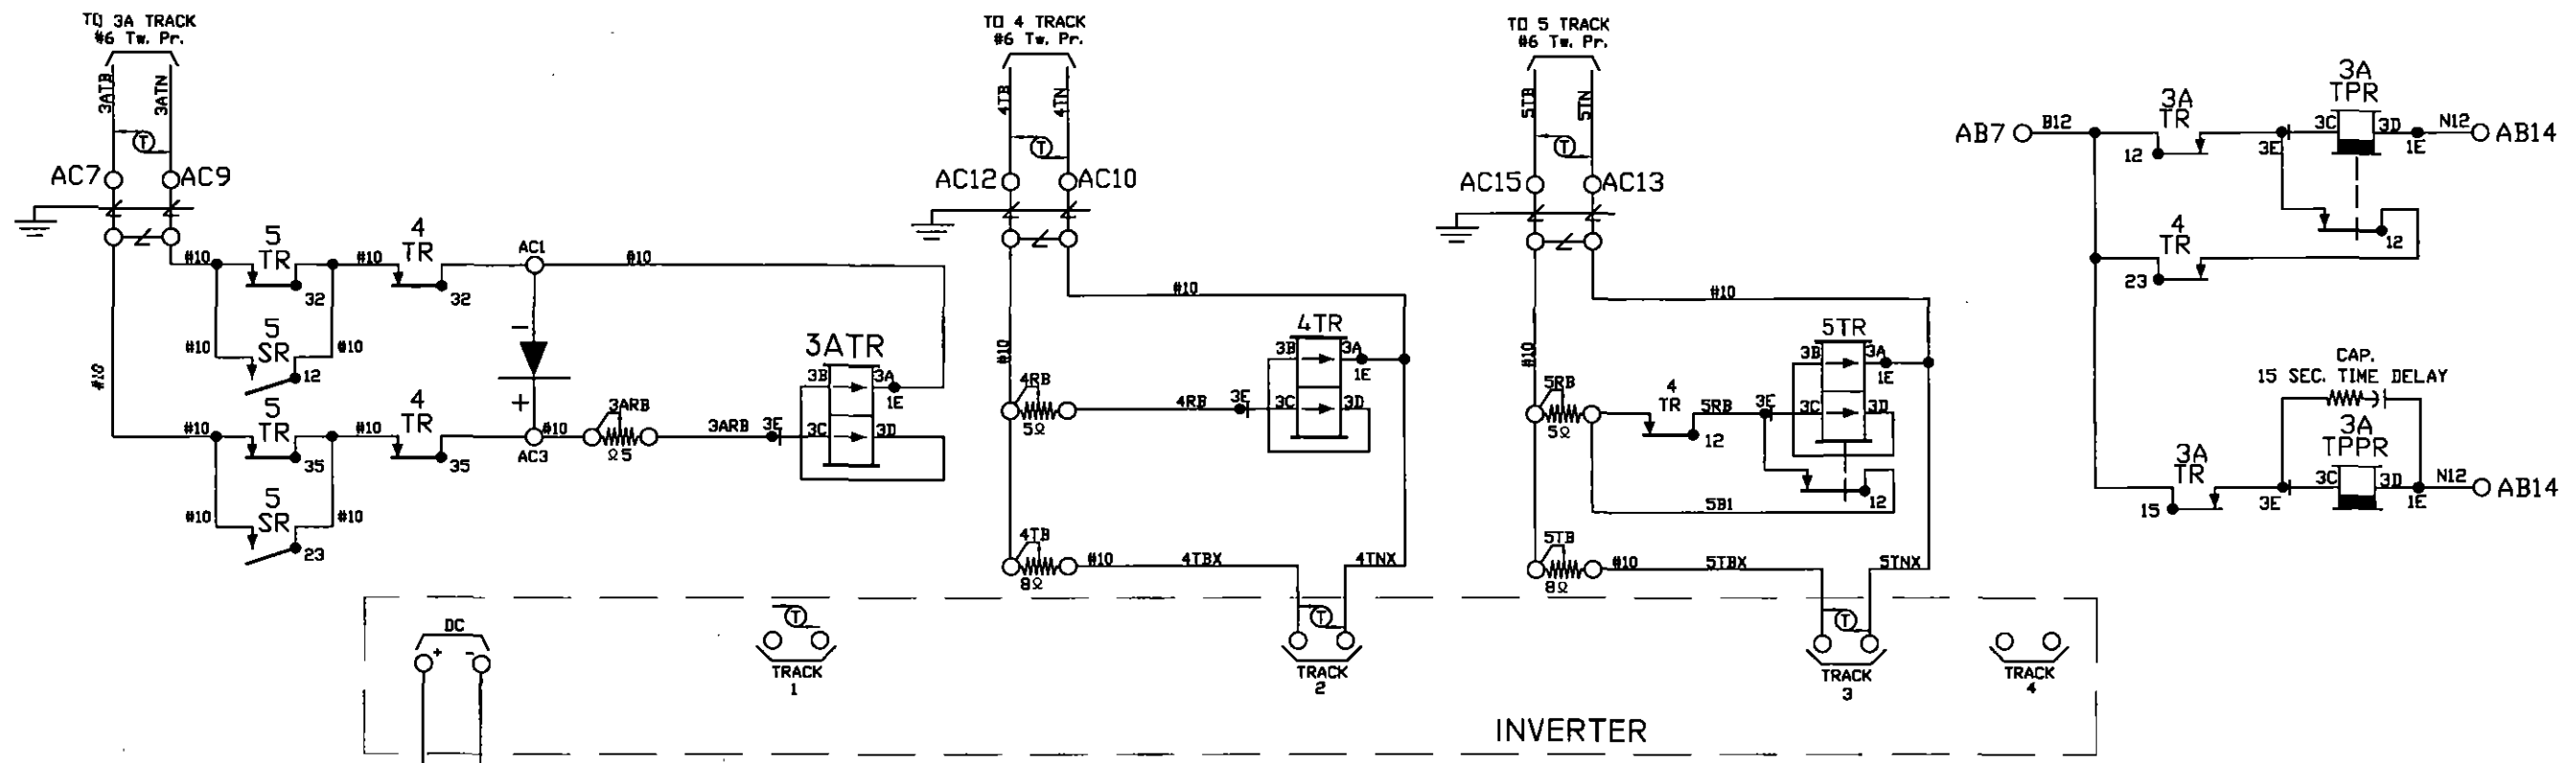 TO 3A TRACK
#6 Tw. Pr.
3ATB
3ATN
T
AC7
AC9
#10
5
TR
32
#10
4
TR
32
AC1
#10
#10
5
SR
12
#10
−
+
#10
#10
5
TR
35
#10
4
TR
35
AC3
#10
3ARB
Ω5
3ARB
3E
3ATR
3B
3A
1E
3C
3D
#10
5
SR
23
#10
TO 4 TRACK
#6 Tw. Pr.
4TB
4TN
T
AC12
AC10
#10
#10
4RB
5Ω
4RB
3E
4TR
3B
3A
1E
3C
3D
4TB
8Ω
#10
4TBX
4TNX
TO 5 TRACK
#6 Tw. Pr.
5TB
5TN
T
AC15
AC13
#10
#10
5RB
5Ω
4
TR
12
5RB
3E
5TR
3B
3A
1E
3C
3D
12
5B1
5TB
8Ω
#10
5TBX
5TNX
AB7
B12
3A
TR
12
3E
3A
TPR
3C
3D
1E
N12
AB14
12
4
TR
23
CAP.
15 SEC. TIME DELAY
3A
TR
15
3E
3A
TPPR
3C
3D
1E
N12
AB14
DC
+
-
T
TRACK
1
T
TRACK
2
T
TRACK
3
TRACK
4
INVERTER